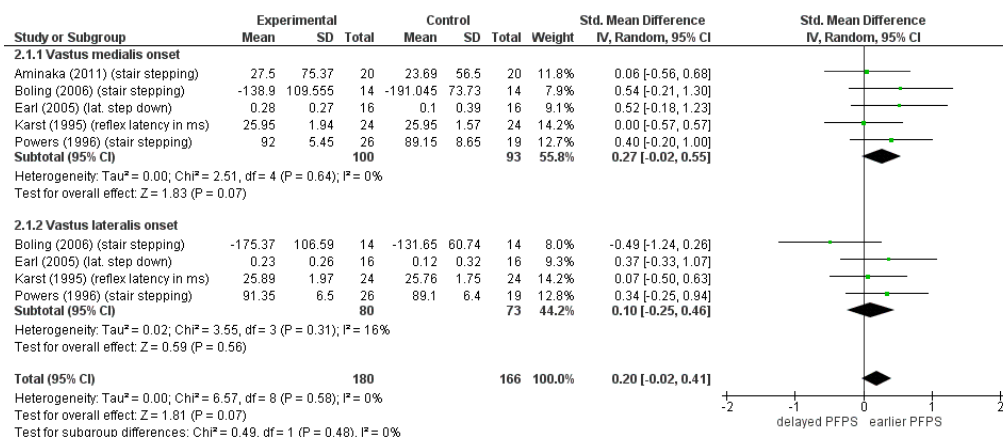 Experimental Control Std. Mean Difference Std. Mean Difference
Study or Subgroup Mean SD Total Mean SD Total Weight IV, Random, 95% CI IV, Random, 95% CI
2.1.1 Vastus medialis onset
Aminaka (2011) (stair stepping) 27.5 75.37 20 23.69 56.5 20 11.8% 0.06 [-0.56, 0.68]
Boling (2006) (stair stepping) -138.9 109.555 14 -191.045 73.73 14 7.9% 0.54 [-0.21, 1.30]
Earl (2005) (lat. step down) 0.28 0.27 16 0.1 0.39 16 9.1% 0.52 [-0.18, 1.23]
Karst (1995) (reflex latency in ms) 25.95 1.94 24 25.95 1.57 24 14.2% 0.00 [-0.57, 0.57]
Powers (1996) (stair stepping) 92 5.45 26 89.15 8.65 19 12.8% 0.40 [-0.20, 1.00]
Subtotal (95% CI) 100 93 55.8% 0.27 [-0.02, 0.55]
Heterogeneity: Tau² = 0.00; Chi² = 2.51, df = 4 (P = 0.64); I² = 0%
Test for overall effect: Z = 1.83 (P = 0.07)
2.1.2 Vastus lateralis onset
Boling (2006) (stair stepping) -175.37 106.59 14 -131.65 60.74 14 8.0% -0.49 [-1.24, 0.26]
Earl (2005) (lat. step down) 0.23 0.26 16 0.12 0.32 16 9.3% 0.37 [-0.33, 1.07]
Karst (1995) (reflex latency in ms) 25.89 1.97 24 25.76 1.75 24 14.2% 0.07 [-0.50, 0.63]
Powers (1996) (stair stepping) 91.35 6.5 26 89.1 6.4 19 12.8% 0.34 [-0.25, 0.94]
Subtotal (95% CI) 80 73 44.2% 0.10 [-0.25, 0.46]
Heterogeneity: Tau² = 0.02; Chi² = 3.55, df = 3 (P = 0.31); I² = 16%
Test for overall effect: Z = 0.59 (P = 0.56)
Total (95% CI) 180 166 100.0% 0.20 [-0.02, 0.41]
Heterogeneity: Tau² = 0.00; Chi² = 6.57, df = 8 (P = 0.58); I² = 0%
Test for overall effect: Z = 1.81 (P = 0.07)
Test for subgroup differences: Chi² = 0.49, df = 1 (P = 0.48), I² = 0%
-2 -1 0 1 2
delayed PFPS earlier PFPS